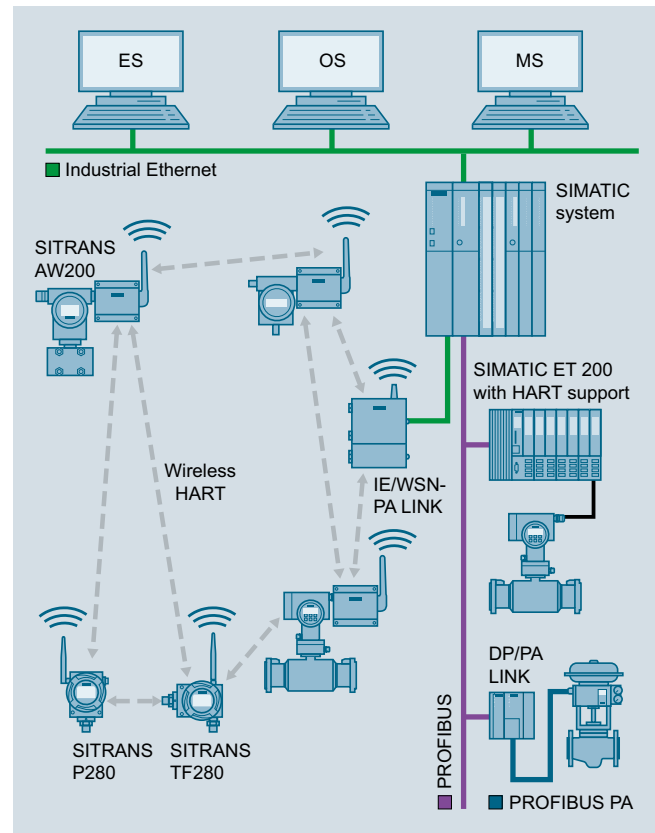 ES
OS
MS
Industrial Ethernet
SIMATIC
system
SITRANS
AW200
SIMATIC ET 200
with HART support
Wireless
HART
IE/WSN-
PA LINK
DP/PA
LINK
SITRANS
P280
SITRANS
TF280
PROFIBUS
PROFIBUS PA